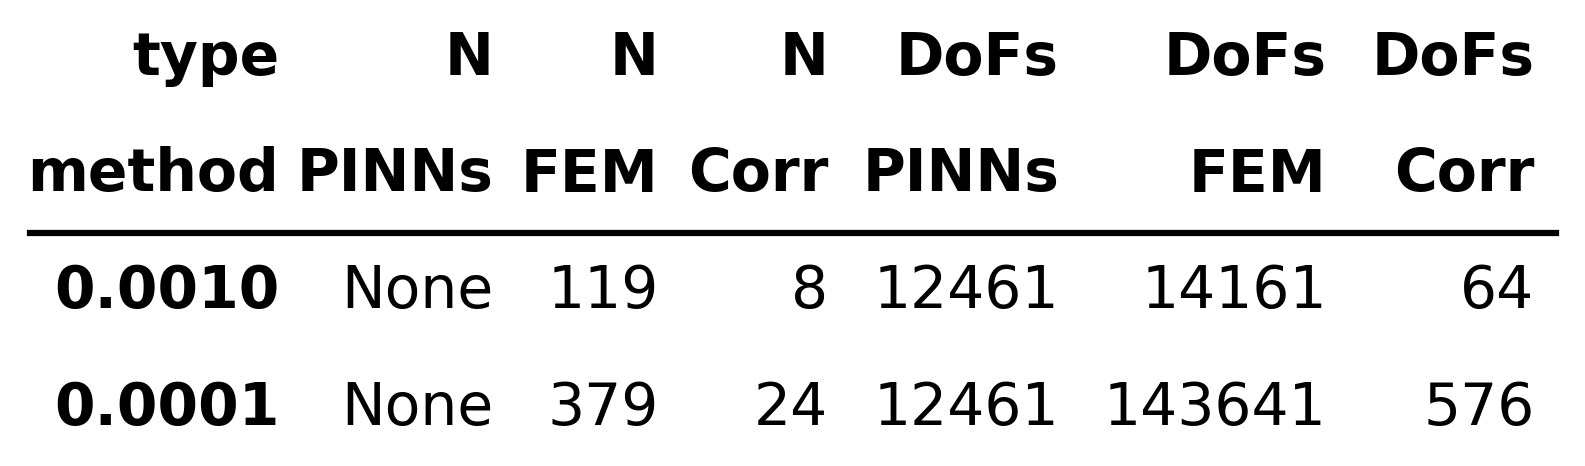 type N N N DoFs DoFs DoFs
method PINNs FEM Corr PINNs FEM Corr
0.0010 None 119 8 12461 14161 64
0.0001 None 379 24 12461 143641 576